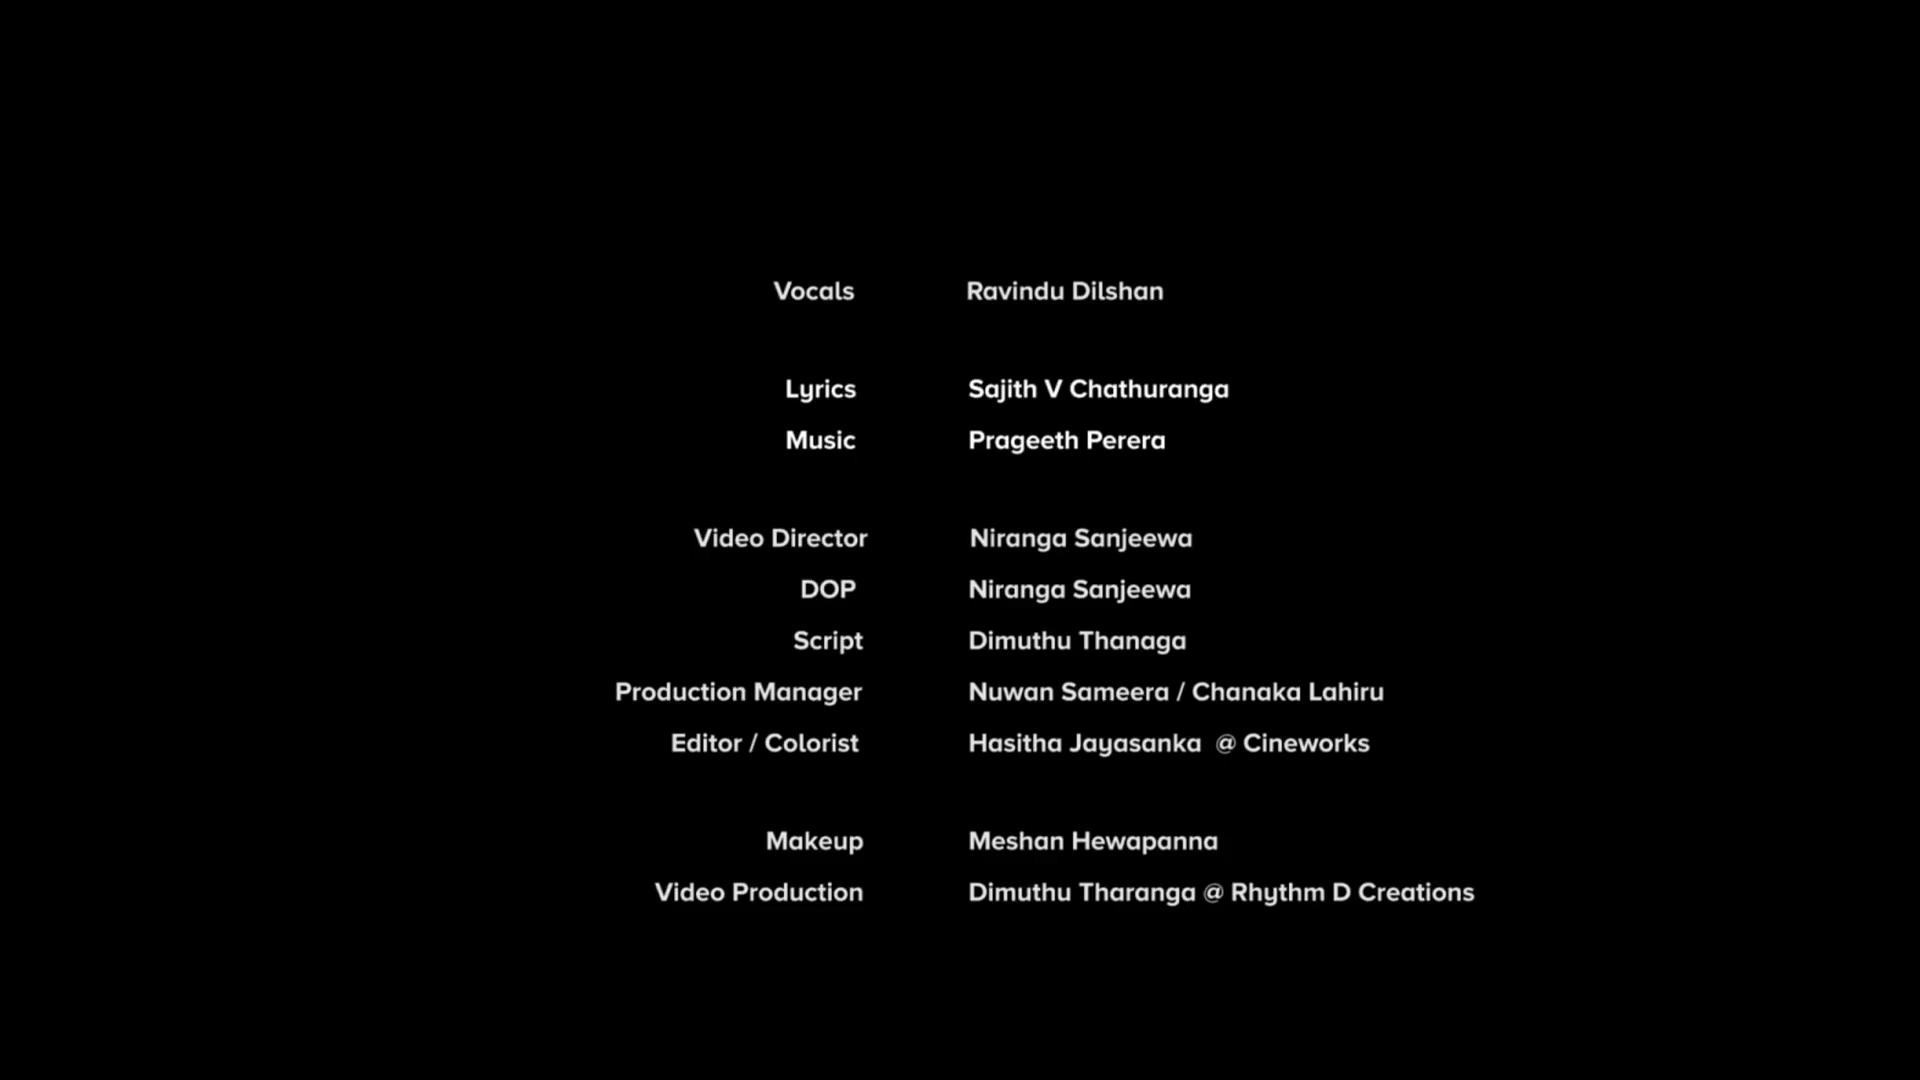 Vocals Ravindu Dilshan
Lyrics Sajith V Chathuranga
Music Prageeth Perera
Video Director Niranga Sanjeewa
DOP Niranga Sanjeewa
Script Dimuthu Thanaga
Production Manager Nuwan Sameera / Chanaka Lahiru
Editor / Colorist Hasitha Jayasanka @ Cineworks
Makeup Meshan Hewapanna
Video Production Dimuthu Tharanga @ Rhythm D Creations